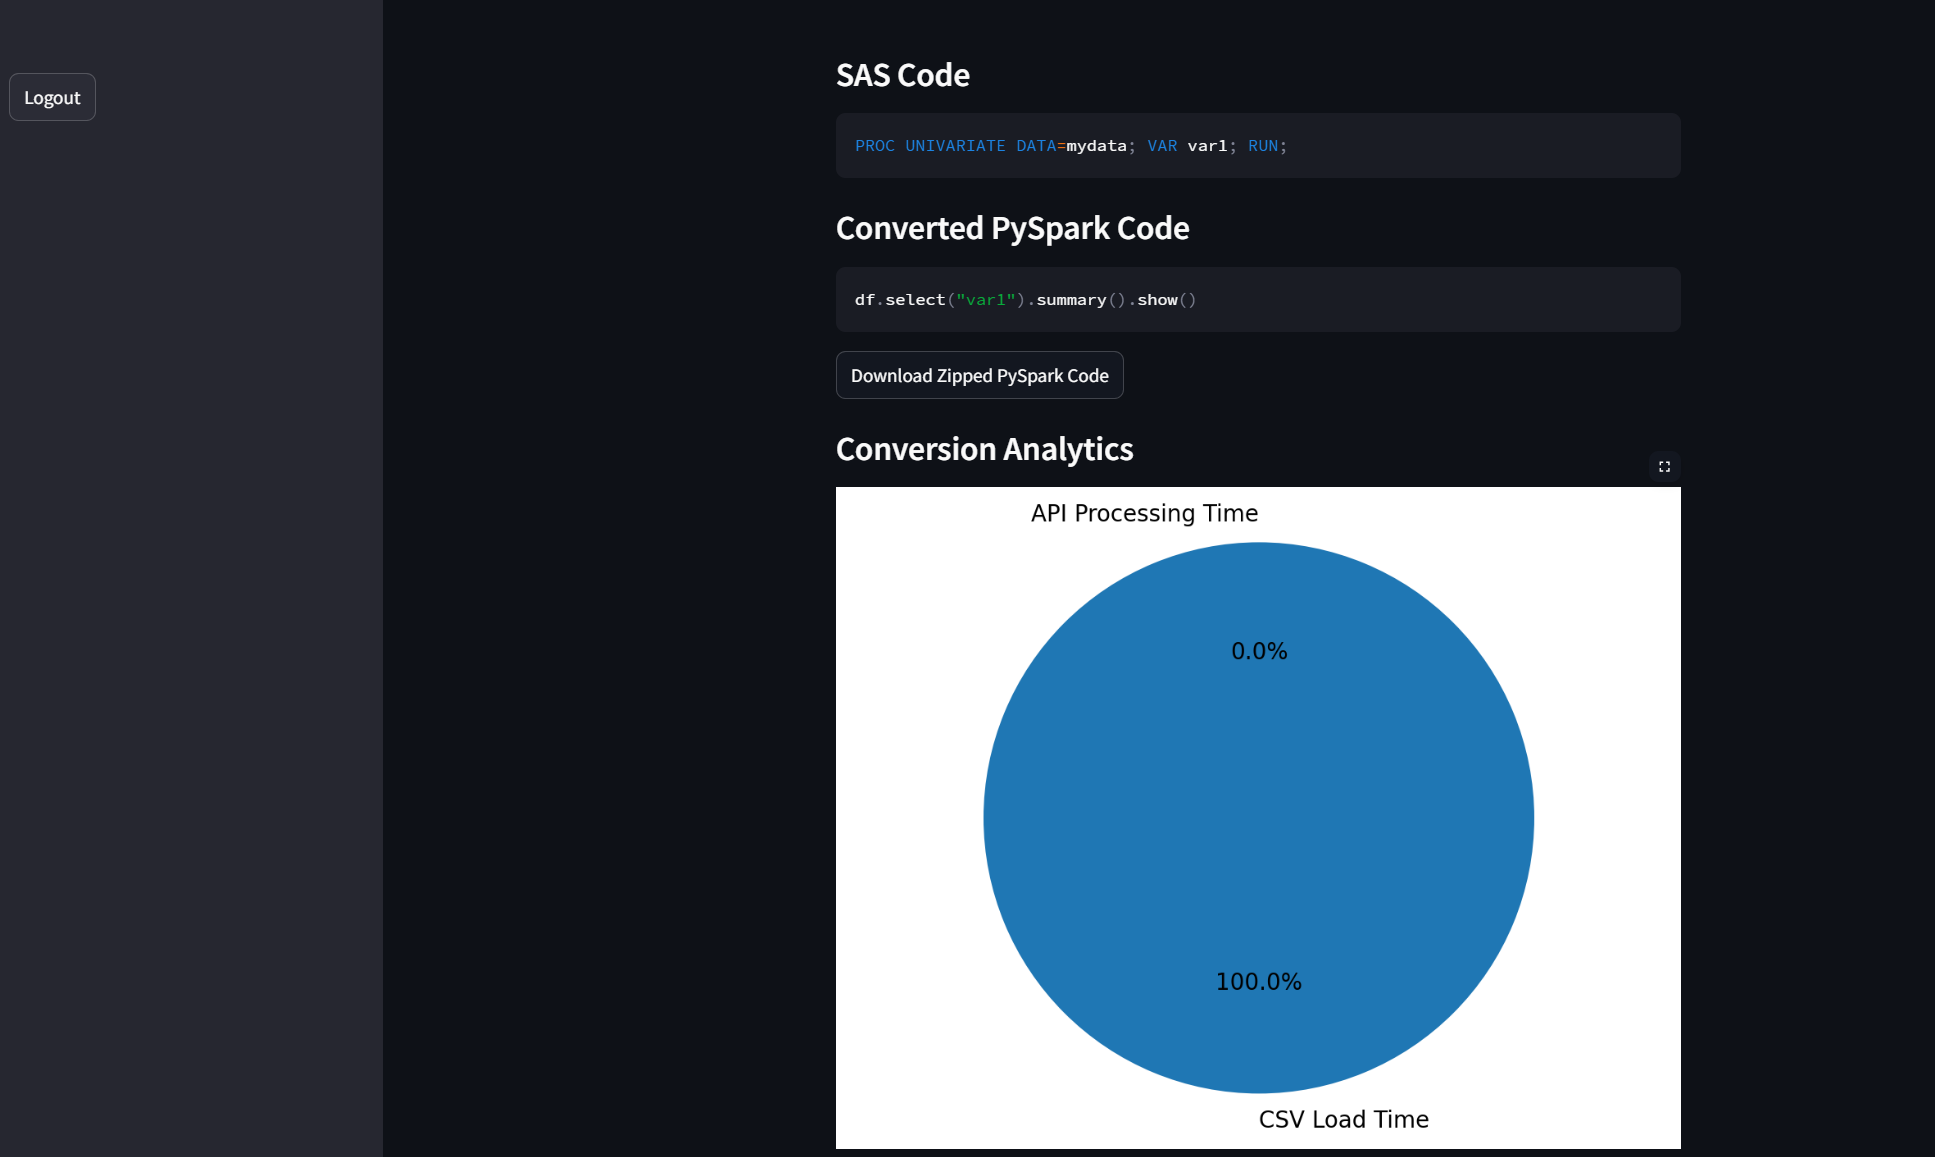 Logout
SAS Code
PROC UNIVARIATE DATA=mydata; VAR var1; RUN;
Converted PySpark Code
df.select("var1").summary().show()
Download Zipped PySpark Code
Conversion Analytics
API Processing Time
0.0%
100.0%
CSV Load Time